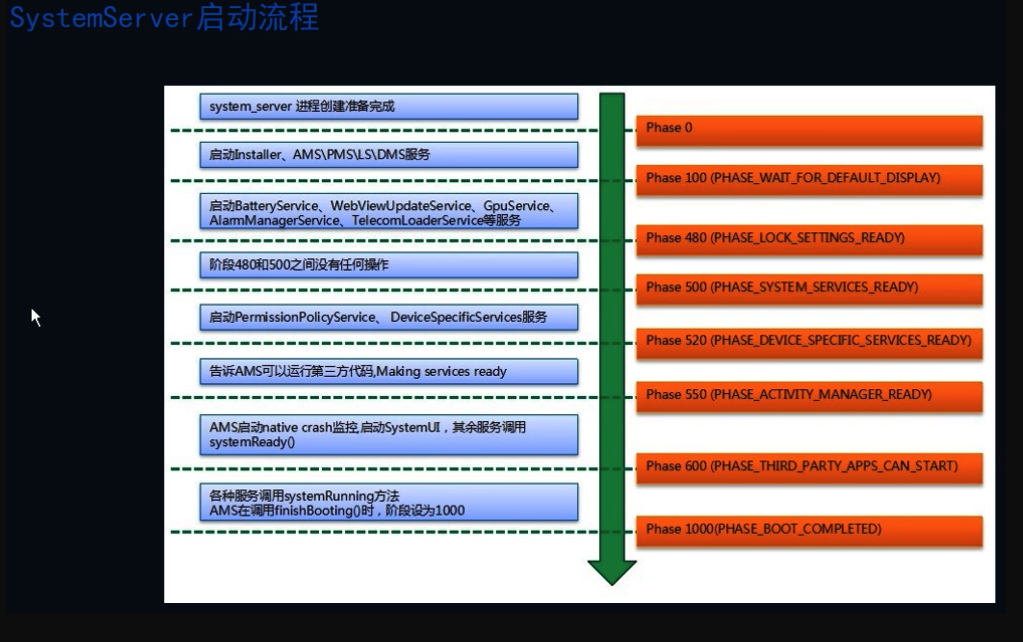 SystemServer启动流程
system_server 进程创建准备完成
Phase 0
启动Installer、AMS\PMS\LS\DMS服务
Phase 100 (PHASE_WAIT_FOR_DEFAULT_DISPLAY)
启动BatteryService、WebViewUpdateService、GpuService、
AlarmManagerService、TelecomLoaderService等服务
Phase 480 (PHASE_LOCK_SETTINGS_READY)
阶段480和500之间没有任何操作
Phase 500 (PHASE_SYSTEM_SERVICES_READY)
启动PermissionPolicyService、 DeviceSpecificServices服务
Phase 520 (PHASE_DEVICE_SPECIFIC_SERVICES_READY)
告诉AMS可以运行第三方代码,Making services ready
Phase 550 (PHASE_ACTIVITY_MANAGER_READY)
AMS启动native crash监控,启动SystemUI，其余服务调用
systemReady()
Phase 600 (PHASE_THIRD_PARTY_APPS_CAN_START)
各种服务调用systemRunning方法
AMS在调用finishBooting()时，阶段设为1000
Phase 1000(PHASE_BOOT_COMPLETED)